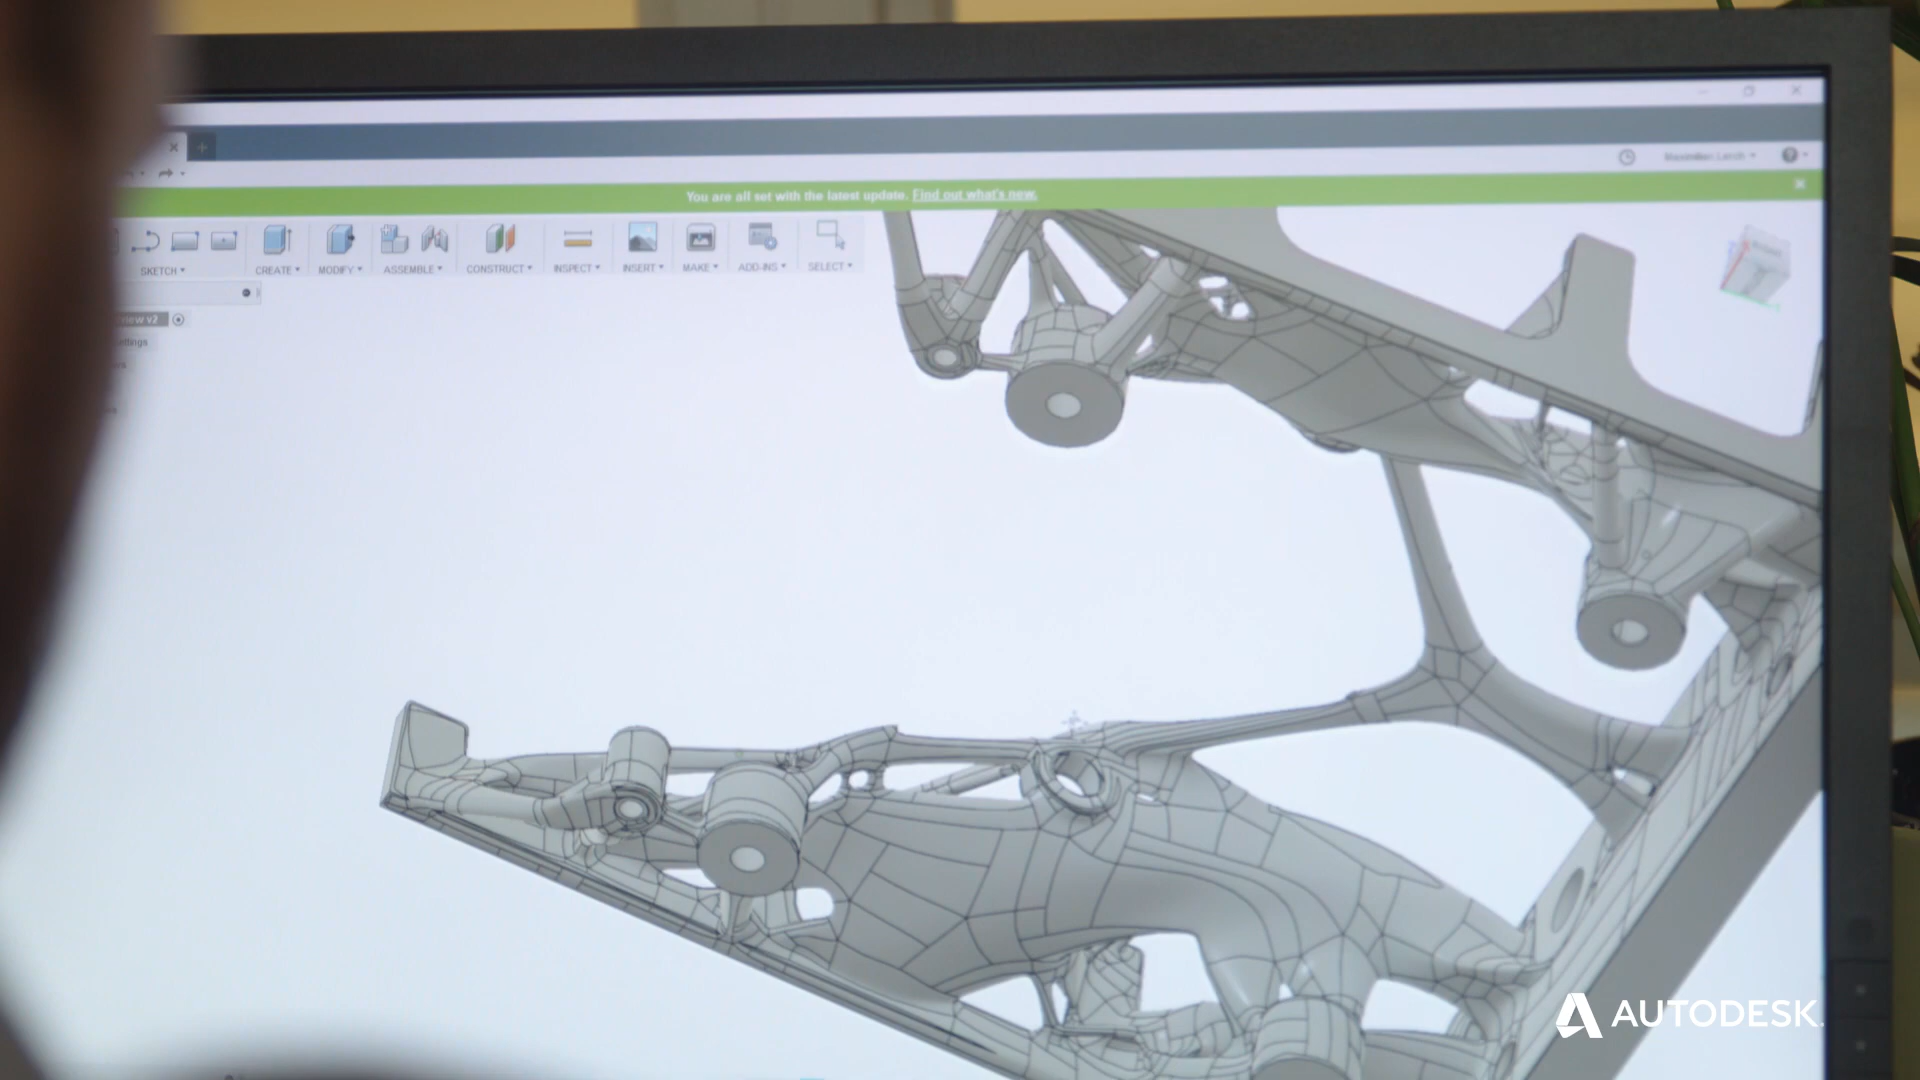 You are all set with the latest update. Find out what's new.
SKETCH
CREATE
MODIFY
ASSEMBLE
CONSTRUCT
INSPECT
INSERT
MAKE
ADD-INS
SELECT
v2
AUTODESK